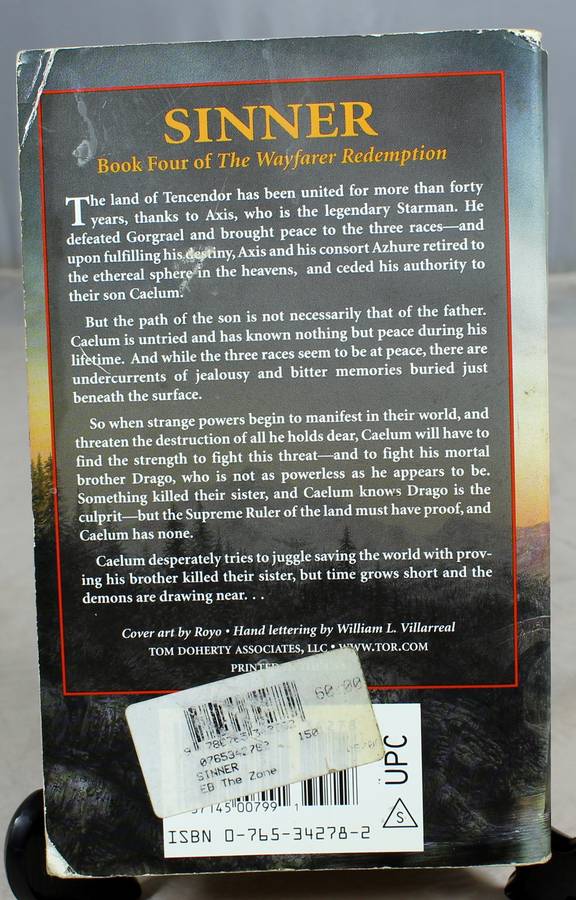 SINNER
Book Four of The Wayfarer Redemption
The land of Tencendor has been united for more than forty
years, thanks to Axis, who is the legendary Starman. He
defeated Gorgrael and brought peace to the three races—and
upon fulfilling his destiny, Axis and his consort Azhure retired to
the ethereal sphere in the heavens, and ceded his authority to
their son Caelum.
But the path of the son is not necessarily that of the father.
Caelum is untried and has known nothing but peace during his
lifetime. And while the three races seem to be at peace, there are
undercurrents of jealousy and bitter memories buried just
beneath the surface.
So when strange powers begin to manifest in their world, and
threaten the destruction of all he holds dear, Caelum will have to
find the strength to fight this threat—and to fight his mortal
brother Drago, who is not as powerless as he appears to be.
Something killed their sister, and Caelum knows Drago is the
culprit—but the Supreme Ruler of the land must have proof, and
Caelum has none.
Caelum desperately tries to juggle saving the world with prov-
ing his brother killed their sister, but time grows short and the
demons are drawing near. . .
Cover art by Royo • Hand lettering by William L. Villarreal
TOM DOHERTY ASSOCIATES, LLC • WWW.TOR.COM
PRINTED
60.00
150
0765342782
SINNER
EB The Zone
UPC
S
37145 00799 1
ISBN 0-765-34278-2